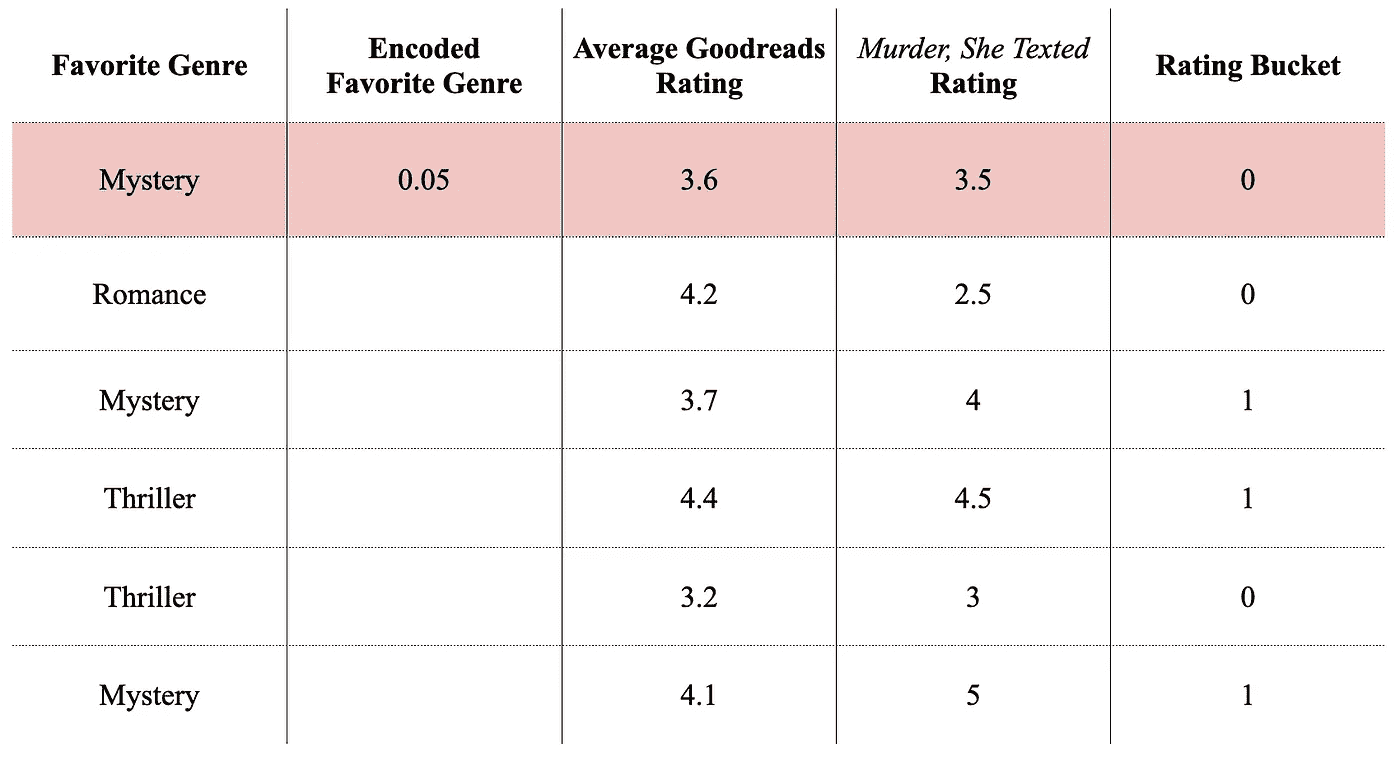 Favorite Genre
Encoded
Favorite Genre
Average Goodreads
Rating
Murder, She Texted
Rating
Rating Bucket
Mystery 0.05 3.6 3.5 0
Romance 4.2 2.5 0
Mystery 3.7 4 1
Thriller 4.4 4.5 1
Thriller 3.2 3 0
Mystery 4.1 5 1